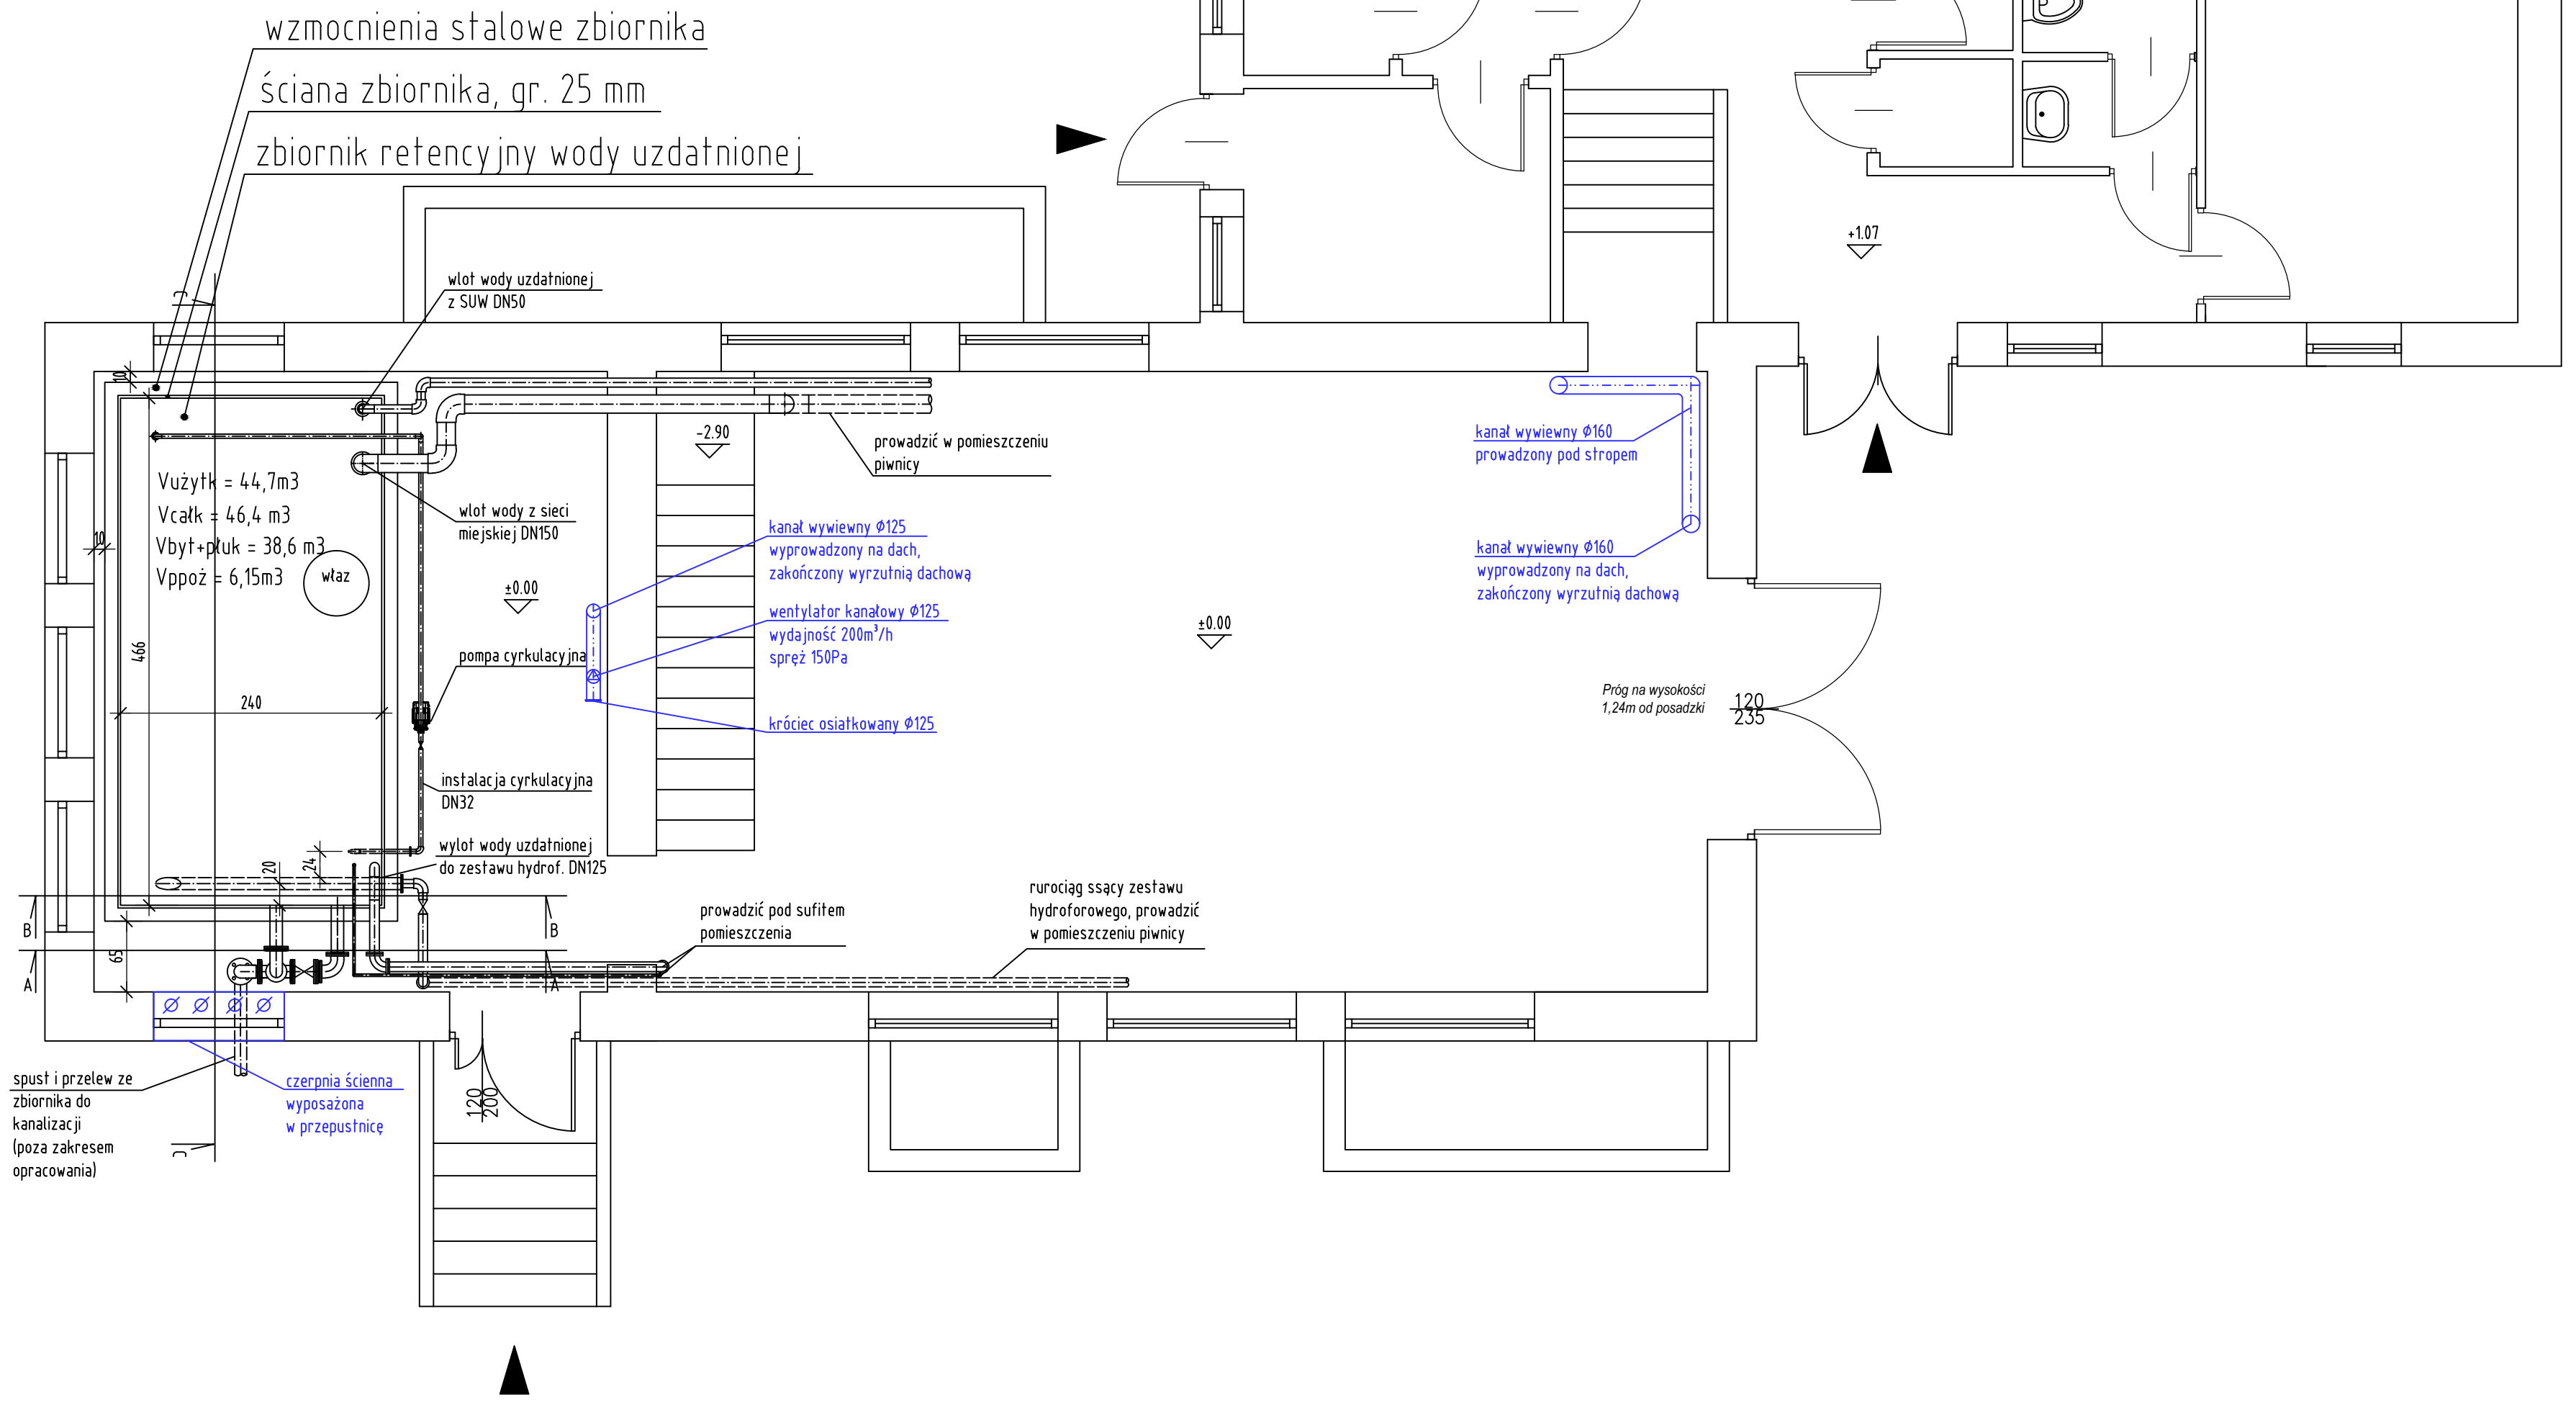 wzmocnienia stalowe zbiornika
ściana zbiornika, gr. 25 mm
zbiornik retencyjny wody uzdatnionej
+1.07
wlot wody uzdatnionej
z SUW DN50
C
10
-2.90
prowadzić w pomieszczeniu
piwnicy
kanał wywiewny Φ160
prowadzony pod stropem
Vużytk = 44,7m3
Vcałk = 46,4 m3
Vbyt+płuk = 38,6 m3
Vppoż = 6,15m3
właz
10
wlot wody z sieci
miejskiej DN150
kanał wywiewny Φ125
wyprowadzony na dach,
zakończony wyrzutnią dachową
kanał wywiewny Φ160
wyprowadzony na dach,
zakończony wyrzutnią dachową
±0.00
wentylator kanałowy Φ125
wydajność 200m³/h
spręż 150Pa
±0.00
466
pompa cyrkulacyjna
240
króciec osiatkowany Φ125
Próg na wysokości
1,24m od posadzki
120
235
instalacja cyrkulacyjna
DN32
wylot wody uzdatnionej
do zestawu hydrof. DN125
20
24
rurociąg ssący zestawu
hydroforowego, prowadzić
w pomieszczeniu piwnicy
prowadzić pod sufitem
pomieszczenia
B
B
65
A
A
spust i przelew ze
zbiornika do
kanalizacji
(poza zakresem
opracowania)
czerpnia ścienna
wyposażona
w przepustnicę
120
200
C